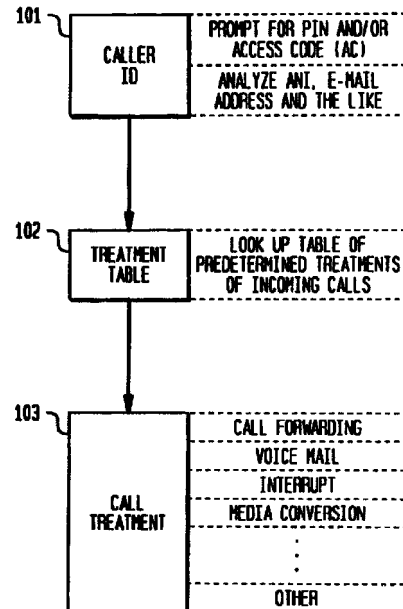 101
CALLER
ID
PROMPT FOR PIN AND/OR
ACCESS CODE (AC)
ANALYZE ANI, E-MAIL
ADDRESS AND THE LIKE
102
TREATMENT
TABLE
LOOK UP TABLE OF
PREDETERMINED TREATMENTS
OF INCOMING CALLS
103
CALL
TREATMENT
CALL FORWARDING
VOICE MAIL
INTERRUPT
MEDIA CONVERSION
.
.
.
OTHER